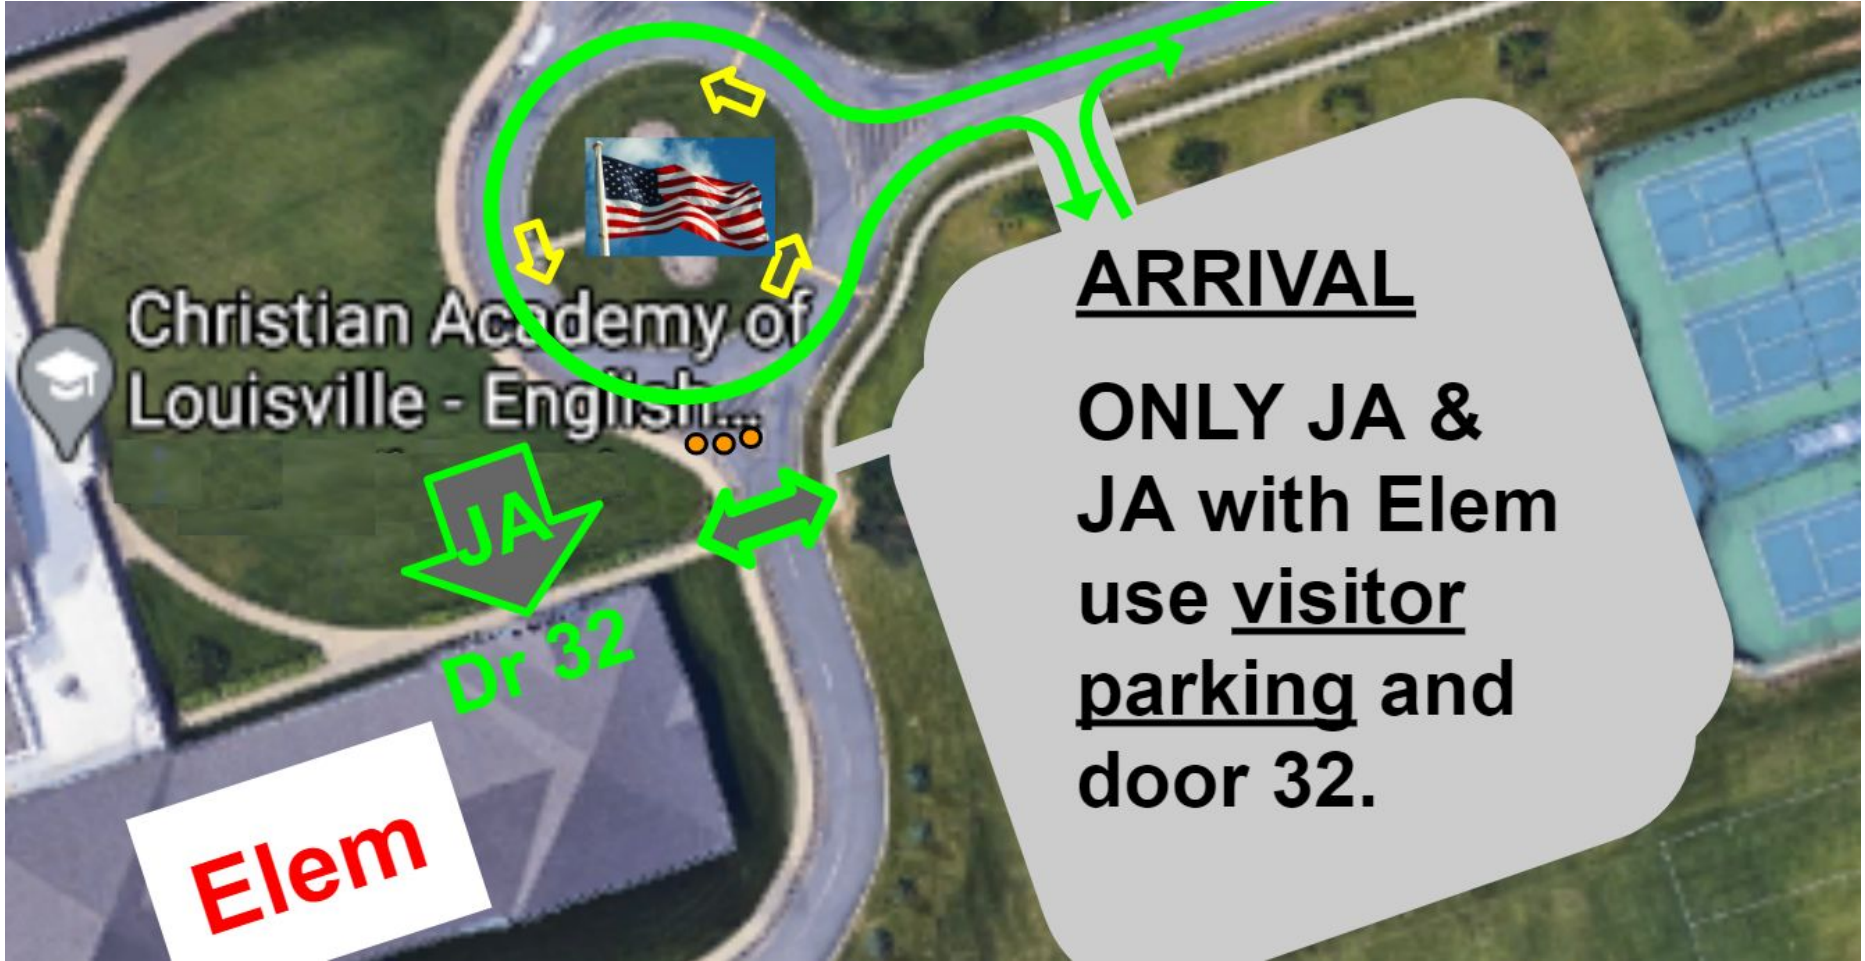 ARRIVAL
ONLY JA &
JA with Elem
use visitor
parking and
door 32.
Christian Academy of
Louisville - English...
JA
Dr 32
Elem